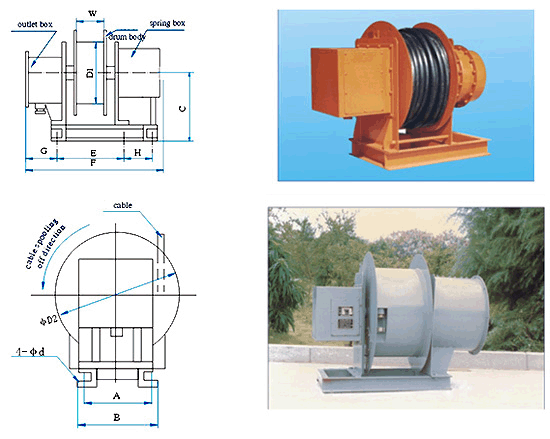 W
outlet box
spring box
drum body
D1
C
G
E
H
F
cable
cable spooling
off direction
ΦD2
4-Φd
A
B